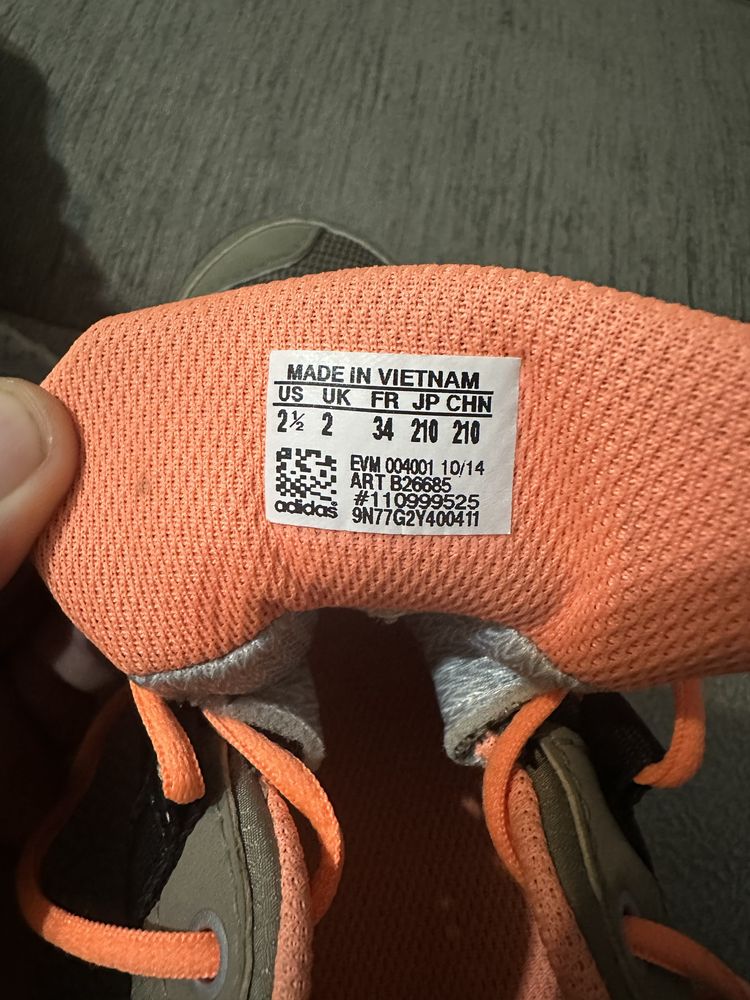 MADE IN VIETNAM
US UK FR JP CHN
2½ 2 34 210 210
EVM 004001 10/14
ART B26685
#110999525
adidas 9N77G2Y400411